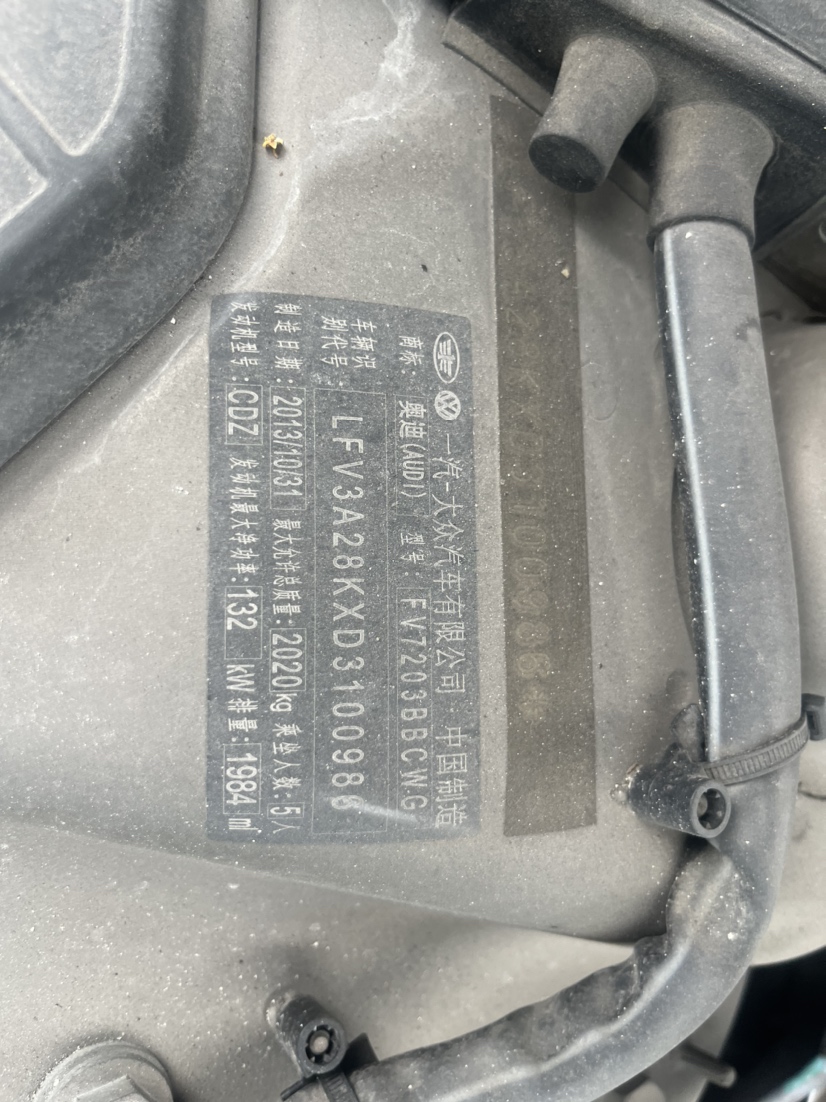 一汽-大众汽车有限公司 · 中国制造
商标: 奥迪(AUDI) 型号: FV7203BBCWG
车辆识别代号: LFV3A28KXD3100986
制造日期: 2013/10/31 最大允许总质量: 2020kg 乘坐人数: 5人
发动机型号: CDZ 发动机最大净功率: 132 kW 排量: 1984 ml